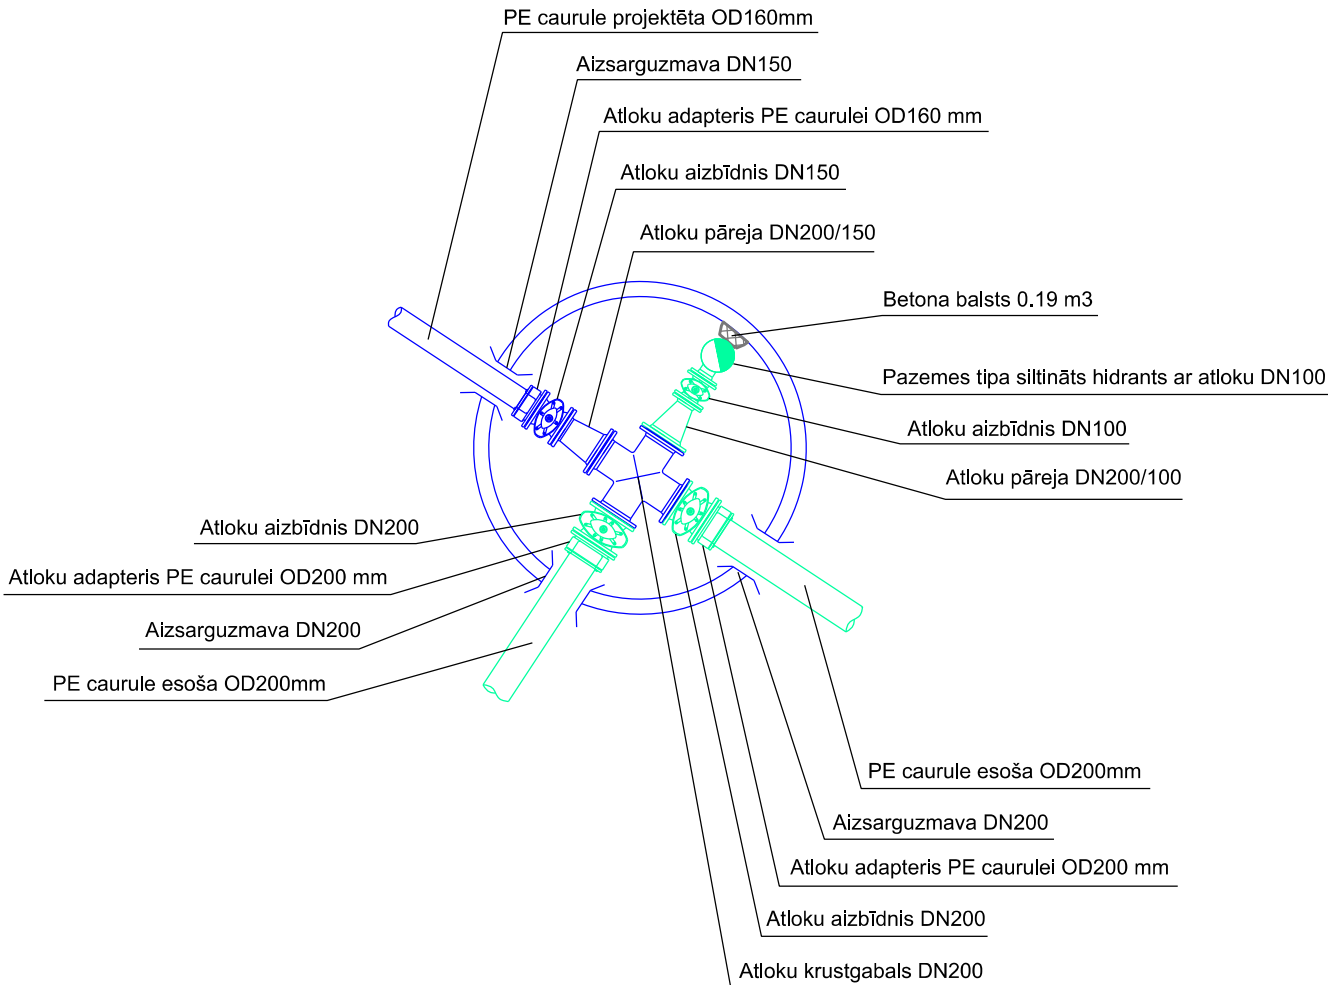 PE caurule projektēta OD160mm
Aizsarguzmava DN150
Atloku adapteris PE caurulei OD160 mm
Atloku aizbīdnis DN150
Atloku pāreja DN200/150
Betona balsts 0.19 m3
Pazemes tipa siltināts hidrants ar atloku DN100
Atloku aizbīdnis DN100
Atloku pāreja DN200/100
Atloku aizbīdnis DN200
Atloku adapteris PE caurulei OD200 mm
Aizsarguzmava DN200
PE caurule esoša OD200mm
PE caurule esoša OD200mm
Aizsarguzmava DN200
Atloku adapteris PE caurulei OD200 mm
Atloku aizbīdnis DN200
Atloku krustgabals DN200